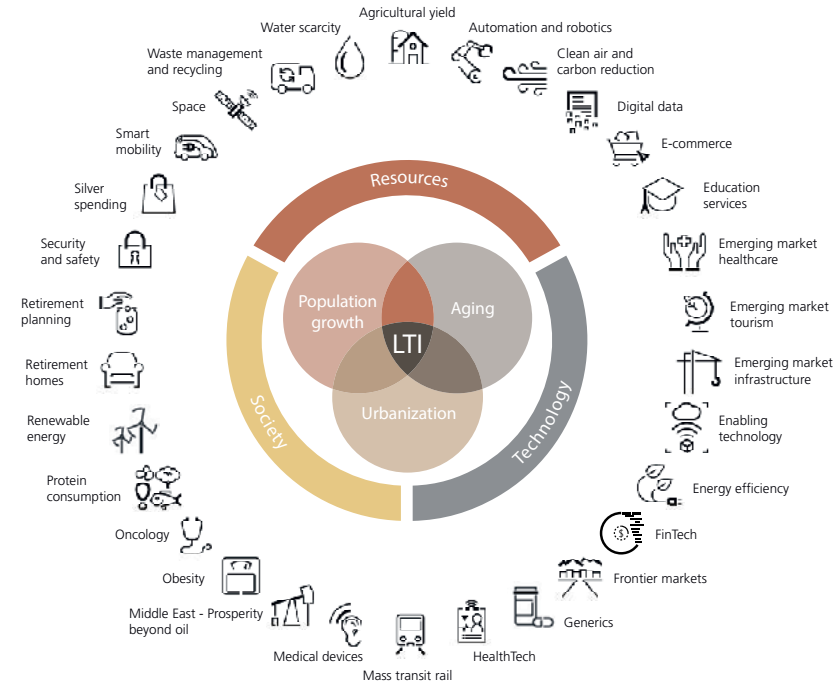 Agricultural yield
Automation and robotics
Clean air and
carbon reduction
Digital data
E-commerce
Education
services
Emerging market
healthcare
Emerging market
tourism
Emerging market
infrastructure
Enabling
technology
Energy efficiency
FinTech
$
Frontier markets
Generics
HealthTech
Mass transit rail
Medical devices
Middle East - Prosperity
beyond oil
Obesity
Oncology
Protein
consumption
Renewable
energy
Retirement
homes
Retirement
planning
Security
and safety
Silver
spending
Smart
mobility
Space
Waste management
and recycling
Water scarcity
Resources
Technology
Society
Population
growth
Aging
LTI
Urbanization